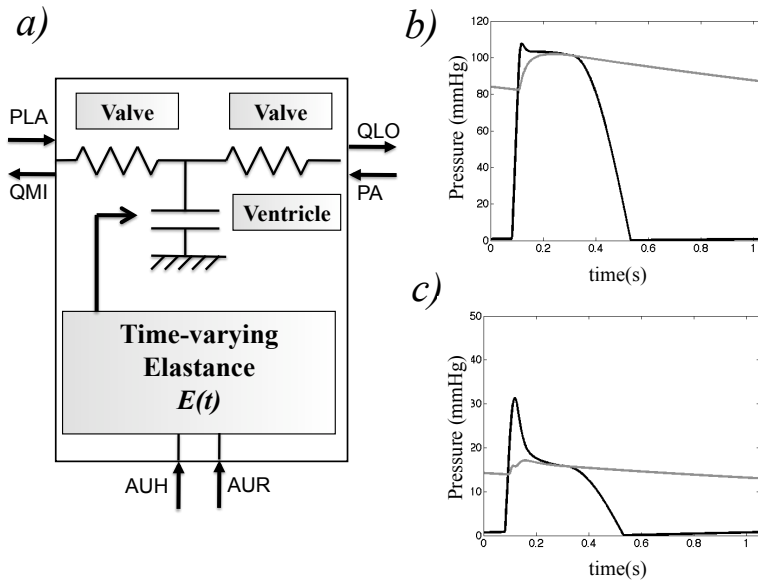 a)
Valve
Valve
PLA
QLO
QMI
PA
Ventricle
Time-varying
Elastance
E(t)
AUH
AUR
b)
Pressure (mmHg)
120
100
80
60
40
20
0
0
0.2
0.4
0.6
0.8
1
time(s)
c)
Pressure (mmHg)
50
40
30
20
10
0
0
0.2
0.4
0.6
0.8
1
time(s)